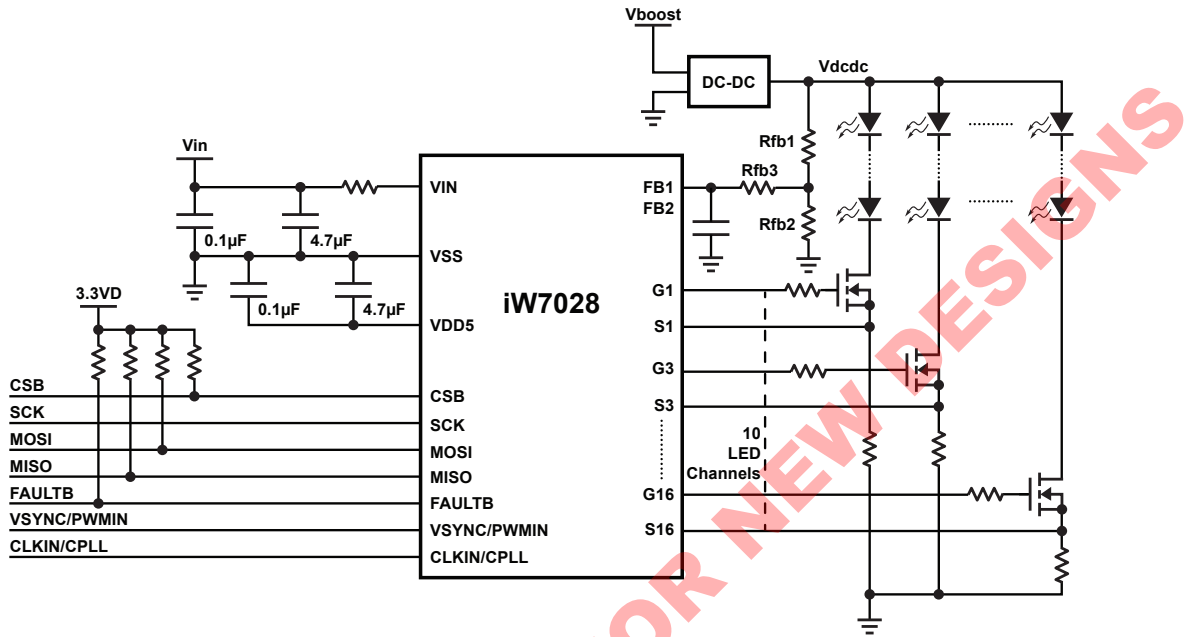 Vboost
DC-DC
Vdcdc
Rfb1
Rfb3
Rfb2
Vin
0.1µF
4.7µF
0.1µF
4.7µF
3.3VD
CSB
SCK
MOSI
MISO
FAULTB
VSYNC/PWMIN
CLKIN/CPLL
iW7028
VIN
VSS
VDD5
CSB
SCK
MOSI
MISO
FAULTB
VSYNC/PWMIN
CLKIN/CPLL
FB1
FB2
G1
S1
G3
S3
G16
S16
10
LED
Channels
OR NEW DESIGNS